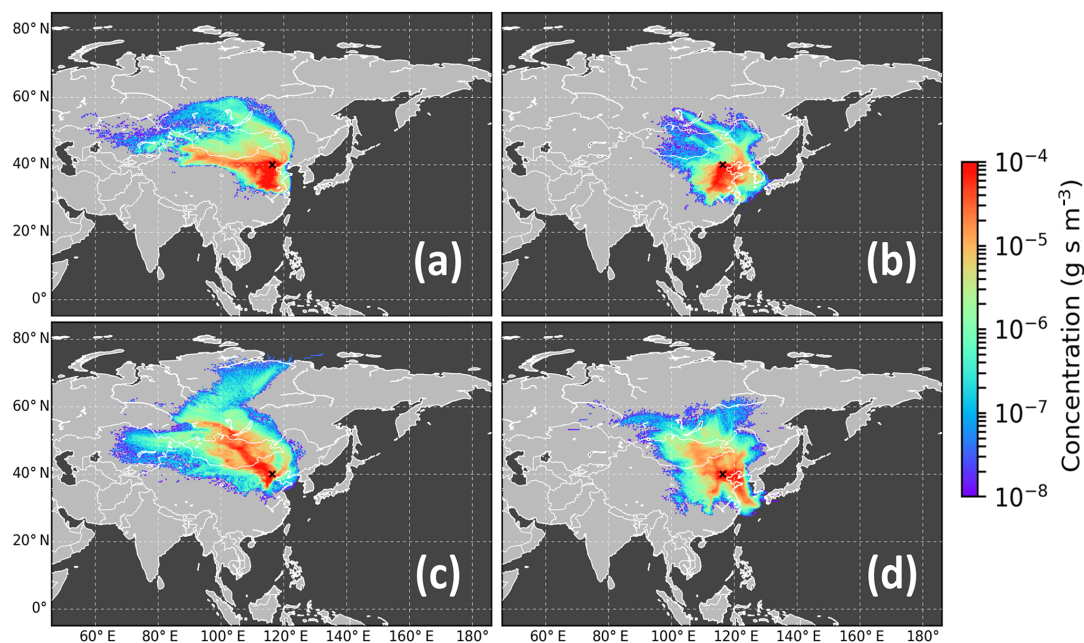 80° N
60° N
40° N
20° N
0°
(a)
(b)
80° N
60° N
40° N
20° N
0°
(c)
(d)
60° E 80° E 100° E 120° E 140° E 160° E 180°
60° E 80° E 100° E 120° E 140° E 160° E 180°
10⁻⁴
10⁻⁵
10⁻⁶
10⁻⁷
10⁻⁸
Concentration (g s m⁻³)